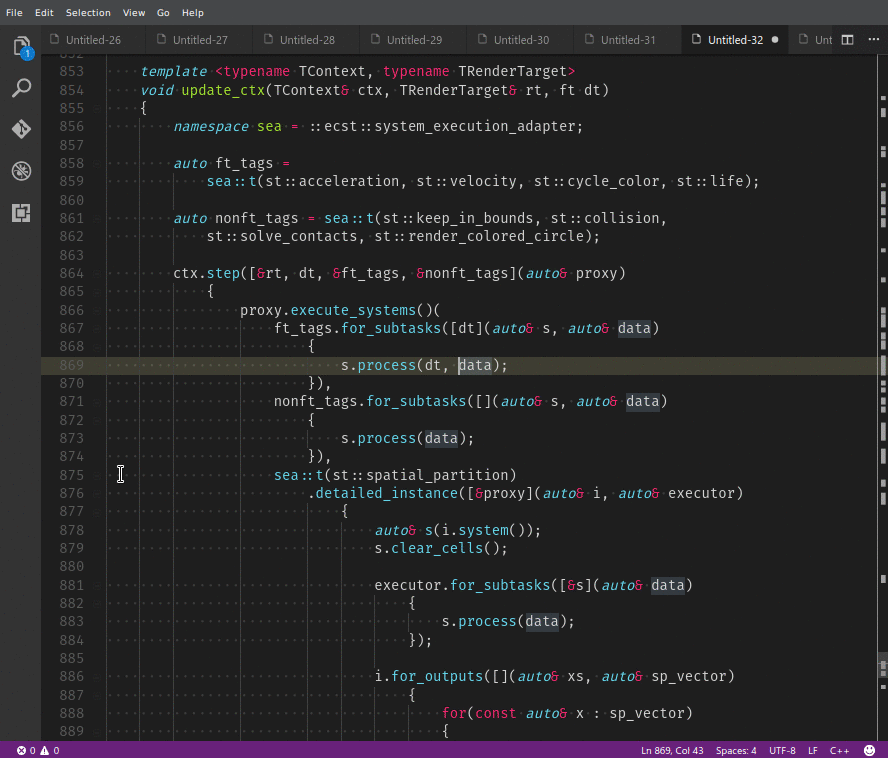 File Edit Selection View Go Help
Untitled-26 Untitled-27 Untitled-28 Untitled-29 Untitled-30 Untitled-31 Untitled-32 Unt
1
852
853 template <typename TContext, typename TRenderTarget>
854 void update_ctx(TContext& ctx, TRenderTarget& rt, ft dt)
855 {
856 namespace sea = ::ecst::system_execution_adapter;
857
858 auto ft_tags =
859 sea::t(st::acceleration, st::velocity, st::cycle_color, st::life);
860
861 auto nonft_tags = sea::t(st::keep_in_bounds, st::collision,
862 st::solve_contacts, st::render_colored_circle);
863
864 ctx.step([&rt, dt, &ft_tags, &nonft_tags](auto& proxy)
865 {
866 proxy.execute_systems()(
867 ft_tags.for_subtasks([dt](auto& s, auto& data)
868 {
869 s.process(dt, data);
870 }),
871 nonft_tags.for_subtasks([](auto& s, auto& data)
872 {
873 s.process(data);
874 }),
875 sea::t(st::spatial_partition)
876 .detailed_instance([&proxy](auto& i, auto& executor)
877 {
878 auto& s(i.system());
879 s.clear_cells();
880
881 executor.for_subtasks([&s](auto& data)
882 {
883 s.process(data);
884 });
885
886 i.for_outputs([](auto& xs, auto& sp_vector)
887 {
888 for(const auto& x : sp_vector)
889 {
0 0 Ln 869, Col 43 Spaces: 4 UTF-8 LF C++